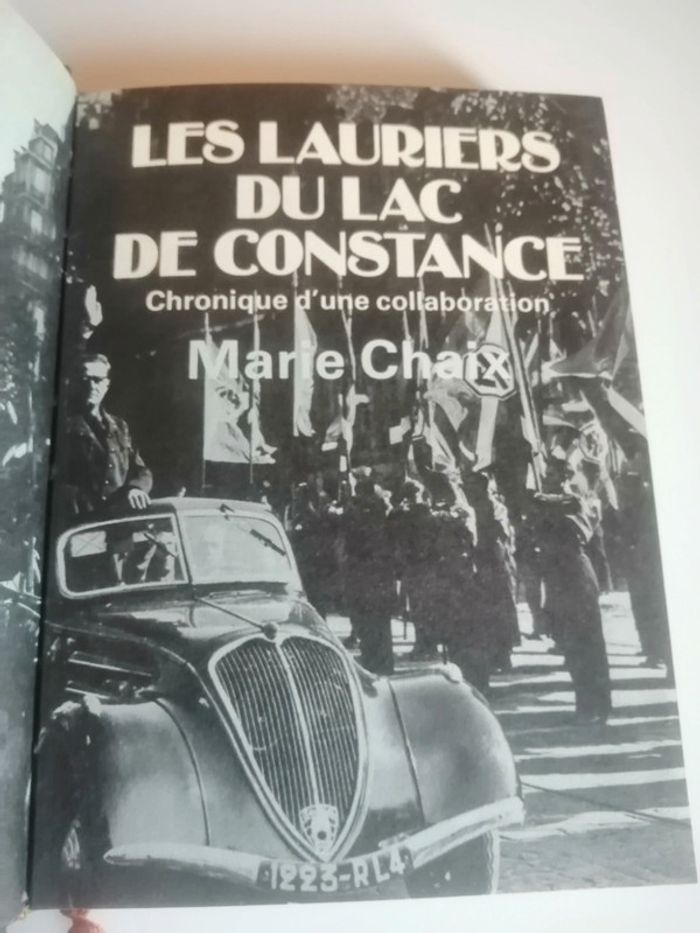 LES LAURIERS
DU LAC
DE CONSTANCE
Chronique d'une collaboration
Marie Chaix
1223-RL4